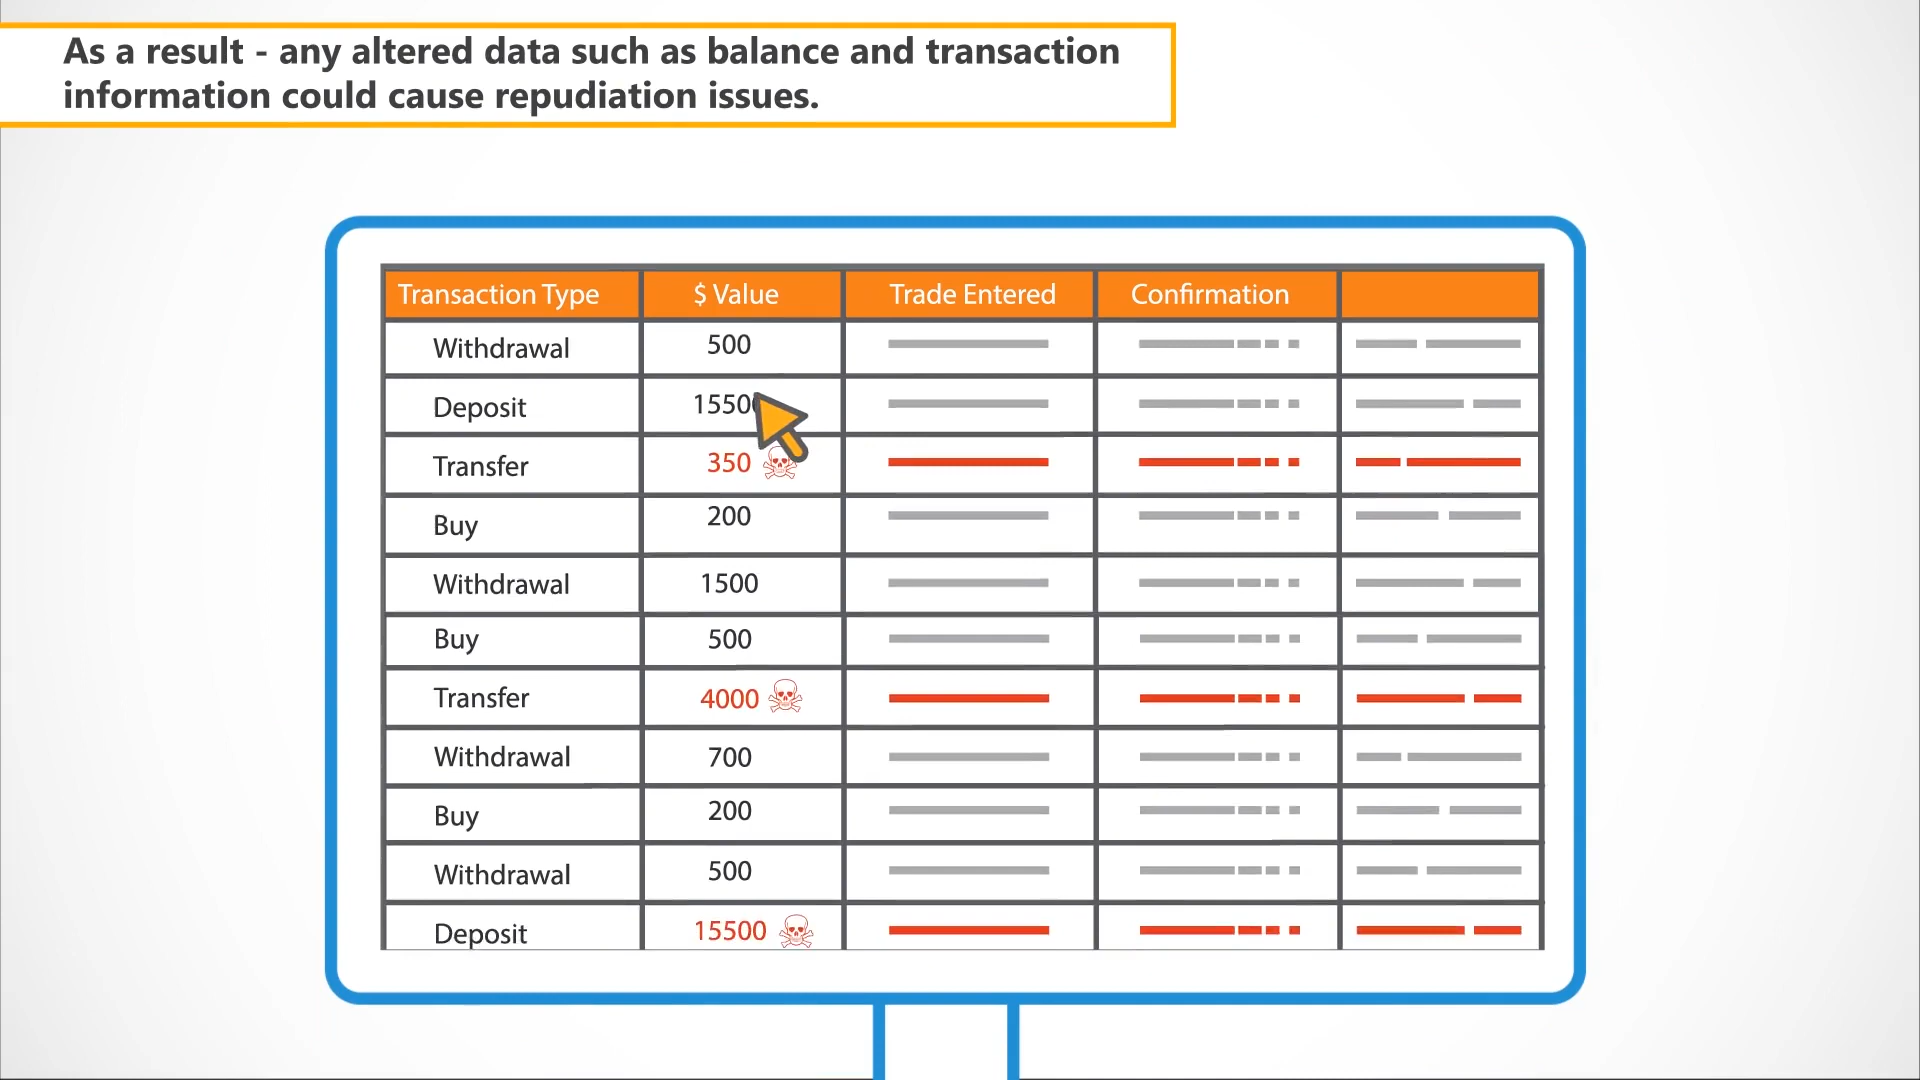 As a result - any altered data such as balance and transaction
information could cause repudiation issues.
Transaction Type $ Value Trade Entered Confirmation
Withdrawal 500
Deposit
Transfer 350
Buy 200
Withdrawal 1500
Buy 500
Transfer 4000
Withdrawal 700
Buy 200
Withdrawal 500
Deposit 15500